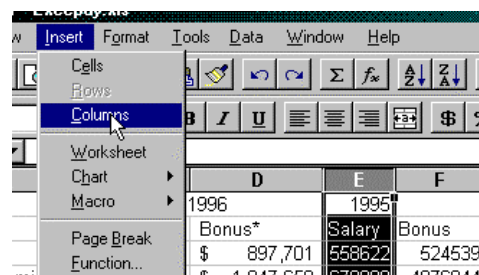 Execpay.xls
w Insert Format Tools Data Window Help
Cells
Rows
Columns
B I U $ %
Worksheet
Chart
Macro
Page Break
Function...
D E F
1996 1995
Bonus* Salary Bonus
$ 897,701 558622 524539